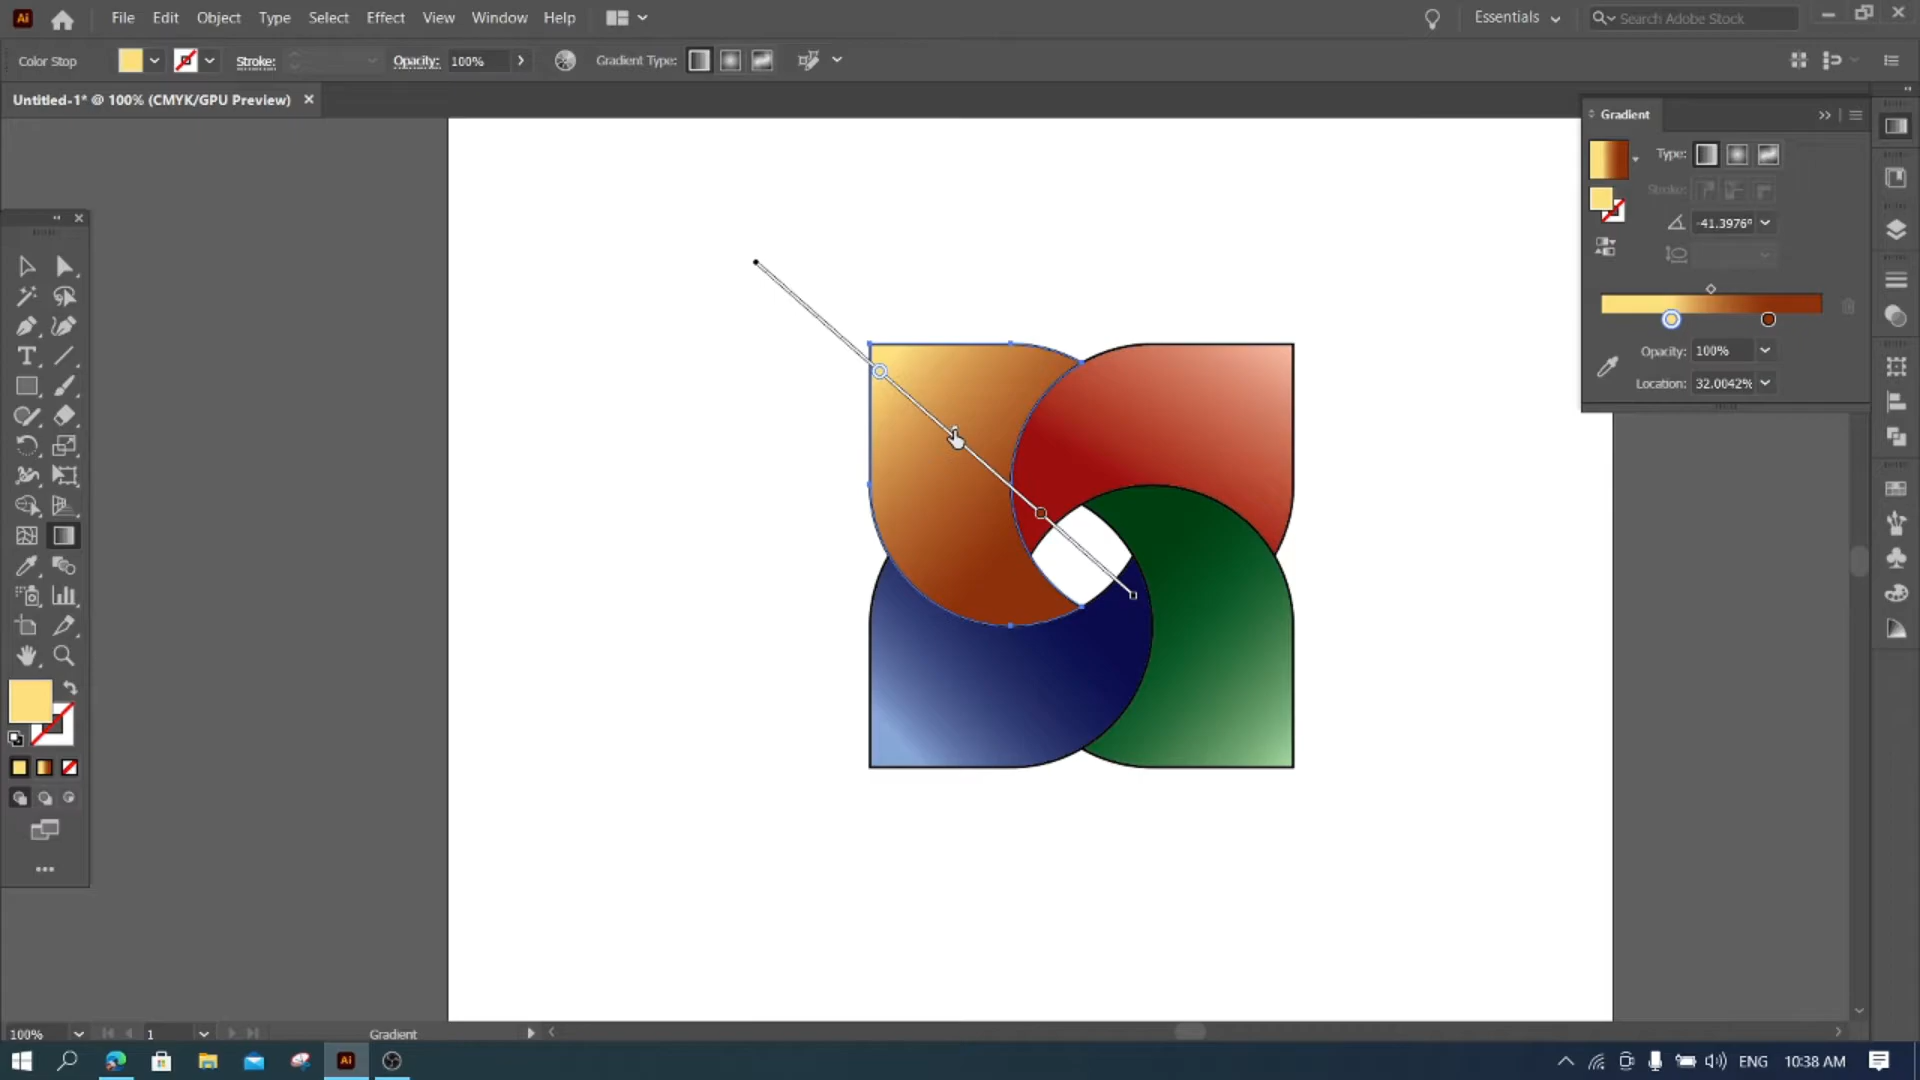 Ai File Edit Object Type Select Effect View Window Help Essentials Search Adobe Stock
Color Stop Stroke: Opacity: 100% Gradient Type:
Untitled-1* @ 100% (CMYK/GPU Preview)
Gradient
Type:
Stroke:
-41.3976°
Opacity: 100%
Location: 32.0042%
100% 1 Gradient
Ai ENG 10:38 AM